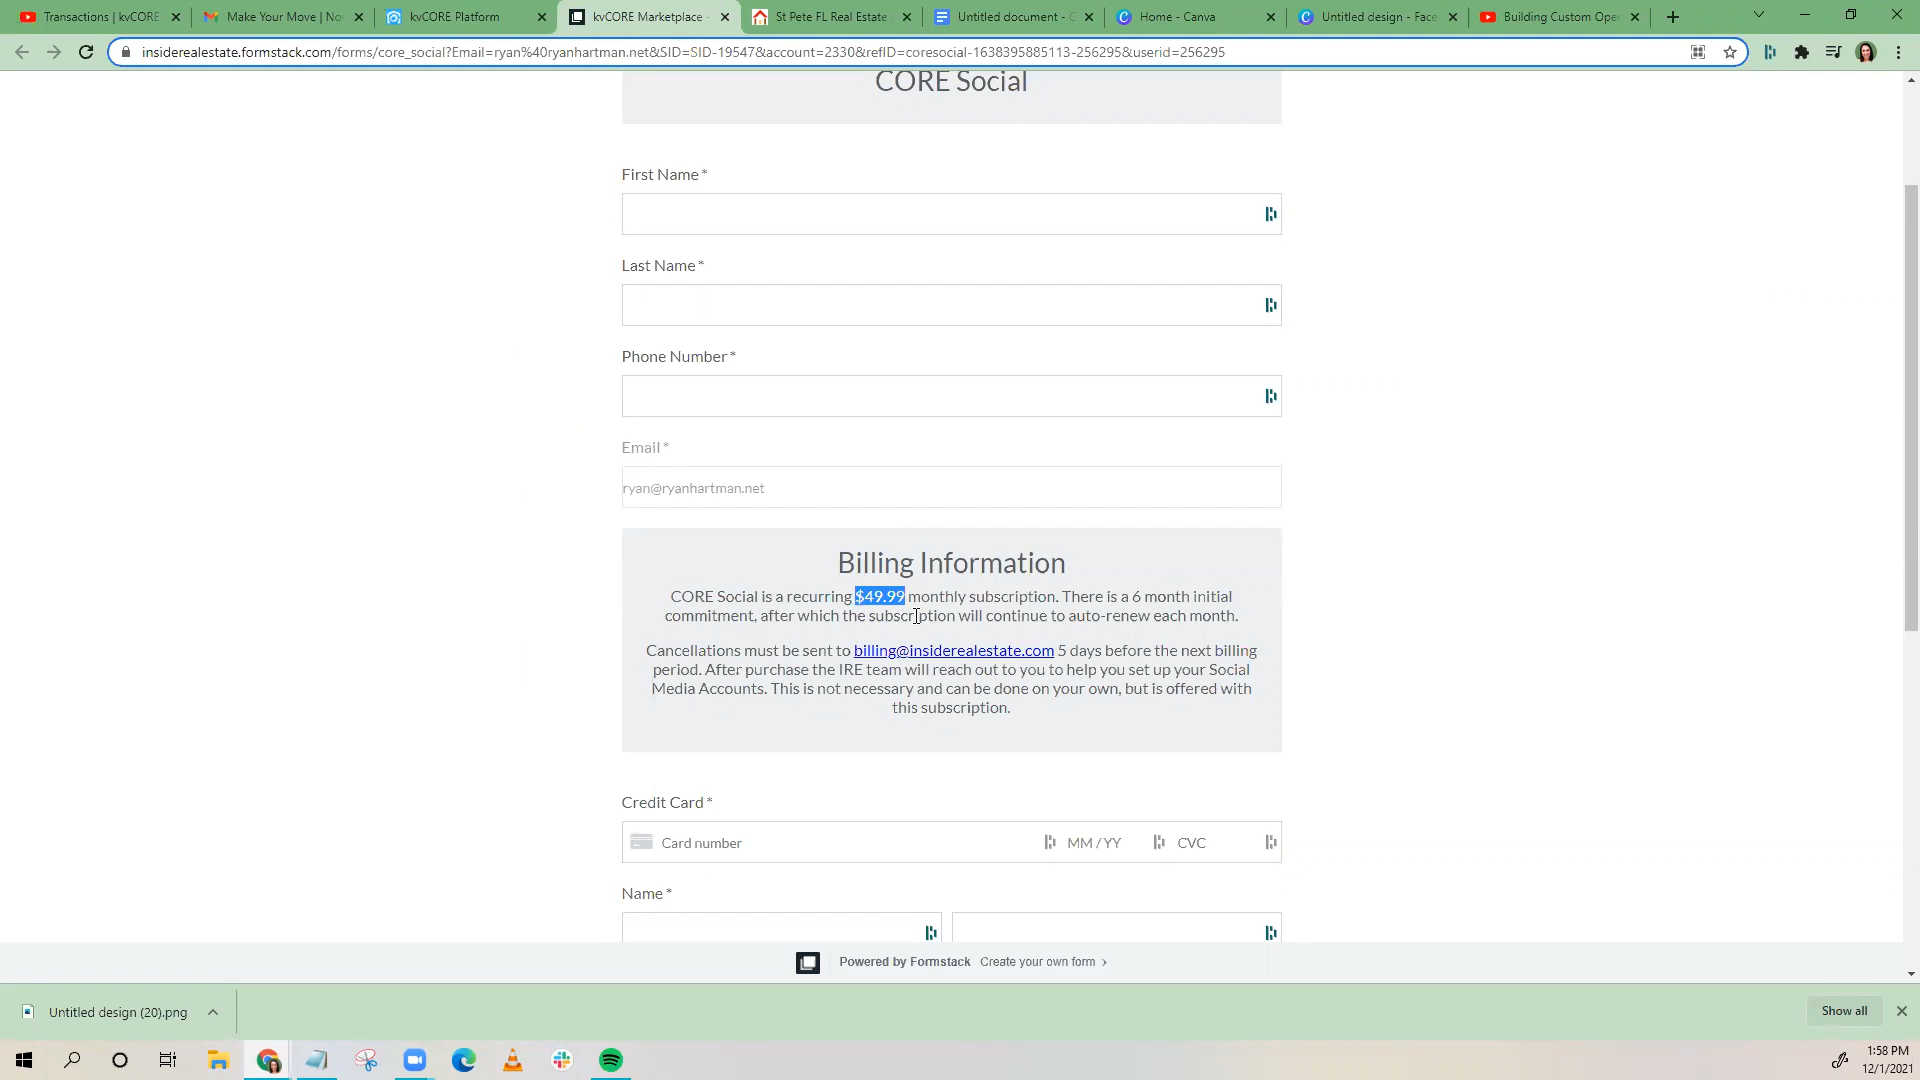 Transactions | kvCORE
Make Your Move | No
kvCORE Platform
kvCORE Marketplace -
St Pete FL Real Estate
Untitled document - G
Home - Canva
Untitled design - Face
Building Custom Ope
insiderealestate.formstack.com/forms/core_social?Email=ryan%40ryanhartman.net&SID=SID-19547&account=2330&refID=coresocial-1638395885113-256295&userid=256295
CORE Social
First Name*
Last Name*
Phone Number*
Email*
ryan@ryanhartman.net
Billing Information
CORE Social is a recurring $49.99 monthly subscription. There is a 6 month initial
commitment, after which the subscription will continue to auto-renew each month.
Cancellations must be sent to billing@insiderealestate.com 5 days before the next billing
period. After purchase the IRE team will reach out to you to help you set up your Social
Media Accounts. This is not necessary and can be done on your own, but is offered with
this subscription.
Credit Card*
Card number MM / YY CVC
Name*
Powered by Formstack Create your own form ›
Untitled design (20).png
Show all
1:58 PM
12/1/2021